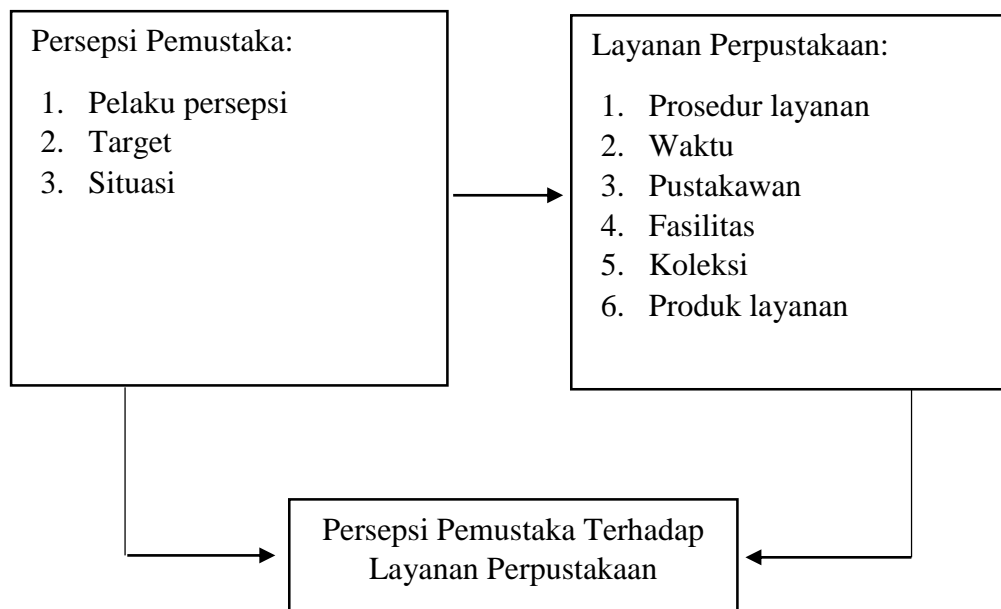 Persepsi Pemustaka:
1. Pelaku persepsi
2. Target
3. Situasi
Layanan Perpustakaan:
1. Prosedur layanan
2. Waktu
3. Pustakawan
4. Fasilitas
5. Koleksi
6. Produk layanan
Persepsi Pemustaka Terhadap
Layanan Perpustakaan